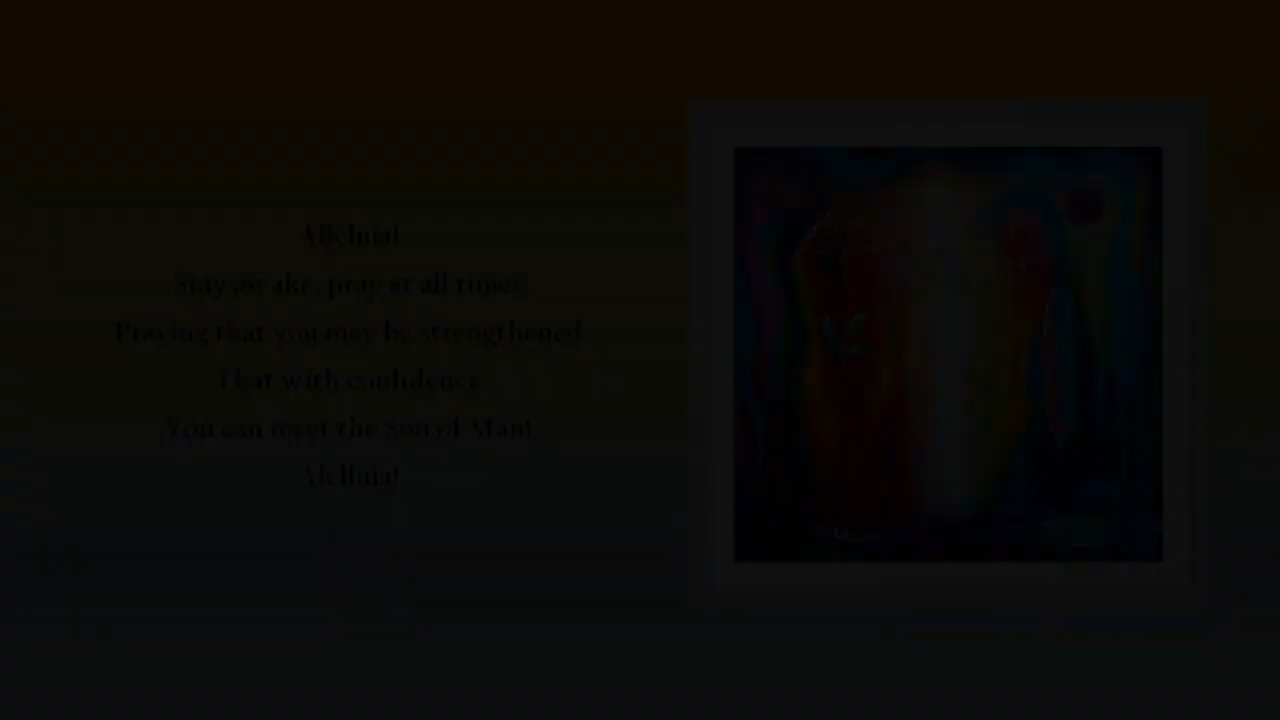 Alleluia!
Stay awake, pray at all times
Praying that you may be strengthened
That with confidence
You can meet the Son of Man!
Alelluia!